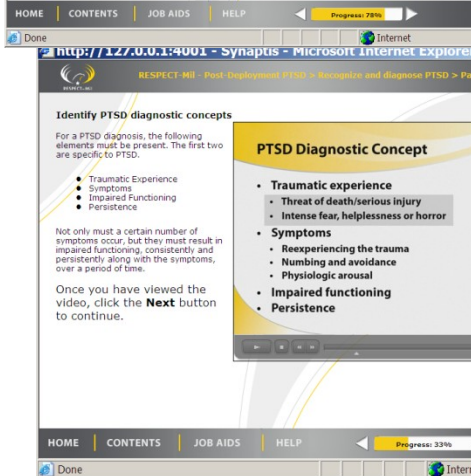 HOME CONTENTS JOB AIDS HELP Progress: 78%
Done Internet
http://127.0.0.1:4001 - Synaptis - Microsoft Internet Explore
RESPECT-Mil - Post-Deployment PTSD > Recognize and diagnose PTSD > Pa
RESPECT-MIL
Identify PTSD diagnostic concepts
For a PTSD diagnosis, the following
elements must be present. The first two
are specific to PTSD.
• Traumatic Experience
• Symptoms
• Impaired Functioning
• Persistence
Not only must a certain number of
symptoms occur, but they must result in
impaired functioning, consistently and
persistently along with the symptoms,
over a period of time.
Once you have viewed the
video, click the Next button
to continue.
PTSD Diagnostic Concept
• Traumatic experience
• Threat of death/serious injury
• Intense fear, helplessness or horror
• Symptoms
• Reexperiencing the trauma
• Numbing and avoidance
• Physiologic arousal
• Impaired functioning
• Persistence
HOME CONTENTS JOB AIDS HELP Progress: 33%
Done Intern